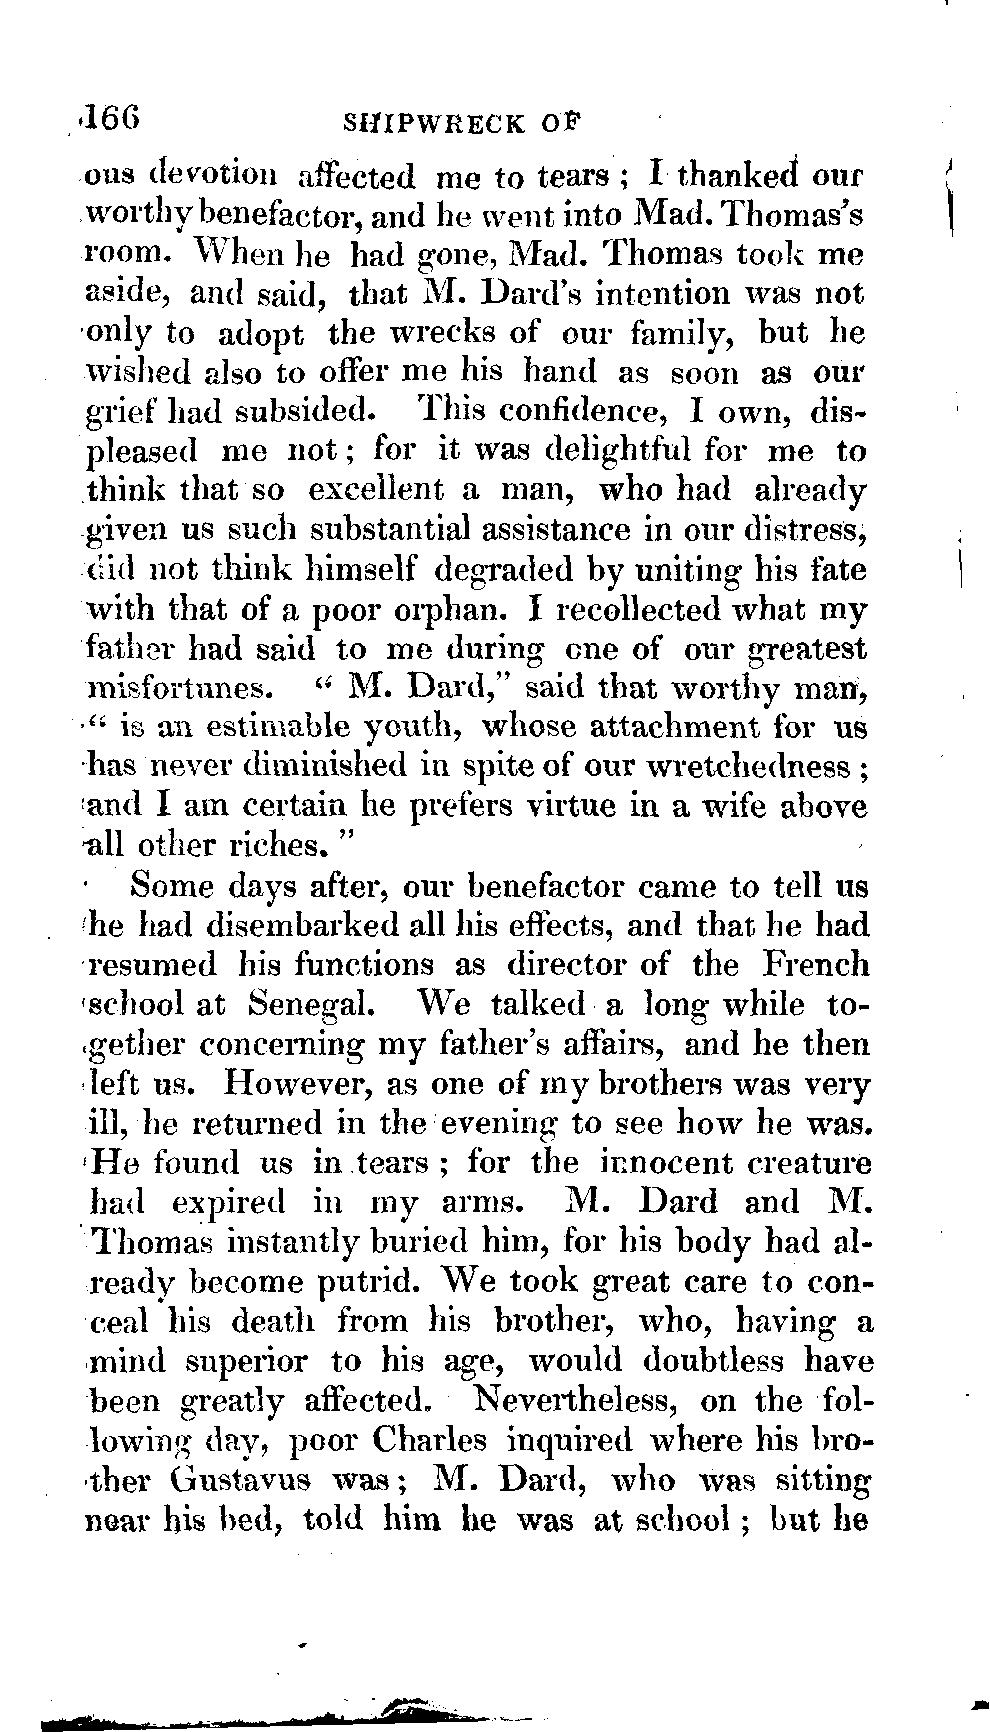 166 SHIPWRECK OF
ous devotion affected me to tears ; I thanked our
worthy benefactor, and he went into Mad. Thomas's
room. When he had gone, Mad. Thomas took me
aside, and said, that M. Dard's intention was not
only to adopt the wrecks of our family, but he
wished also to offer me his hand as soon as our
grief had subsided. This confidence, I own, dis-
pleased me not ; for it was delightful for me to
think that so excellent a man, who had already
given us such substantial assistance in our distress,
did not think himself degraded by uniting his fate
with that of a poor orphan. I recollected what my
father had said to me during one of our greatest
misfortunes. “ M. Dard,” said that worthy man,
“ is an estimable youth, whose attachment for us
has never diminished in spite of our wretchedness ;
and I am certain he prefers virtue in a wife above
all other riches. ”
Some days after, our benefactor came to tell us
he had disembarked all his effects, and that he had
resumed his functions as director of the French
school at Senegal. We talked a long while to-
gether concerning my father's affairs, and he then
left us. However, as one of my brothers was very
ill, he returned in the evening to see how he was.
He found us in tears ; for the innocent creature
had expired in my arms. M. Dard and M.
Thomas instantly buried him, for his body had al-
ready become putrid. We took great care to con-
ceal his death from his brother, who, having a
mind superior to his age, would doubtless have
been greatly affected. Nevertheless, on the fol-
lowing day, poor Charles inquired where his bro-
ther Gustavus was ; M. Dard, who was sitting
near his bed, told him he was at school ; but he